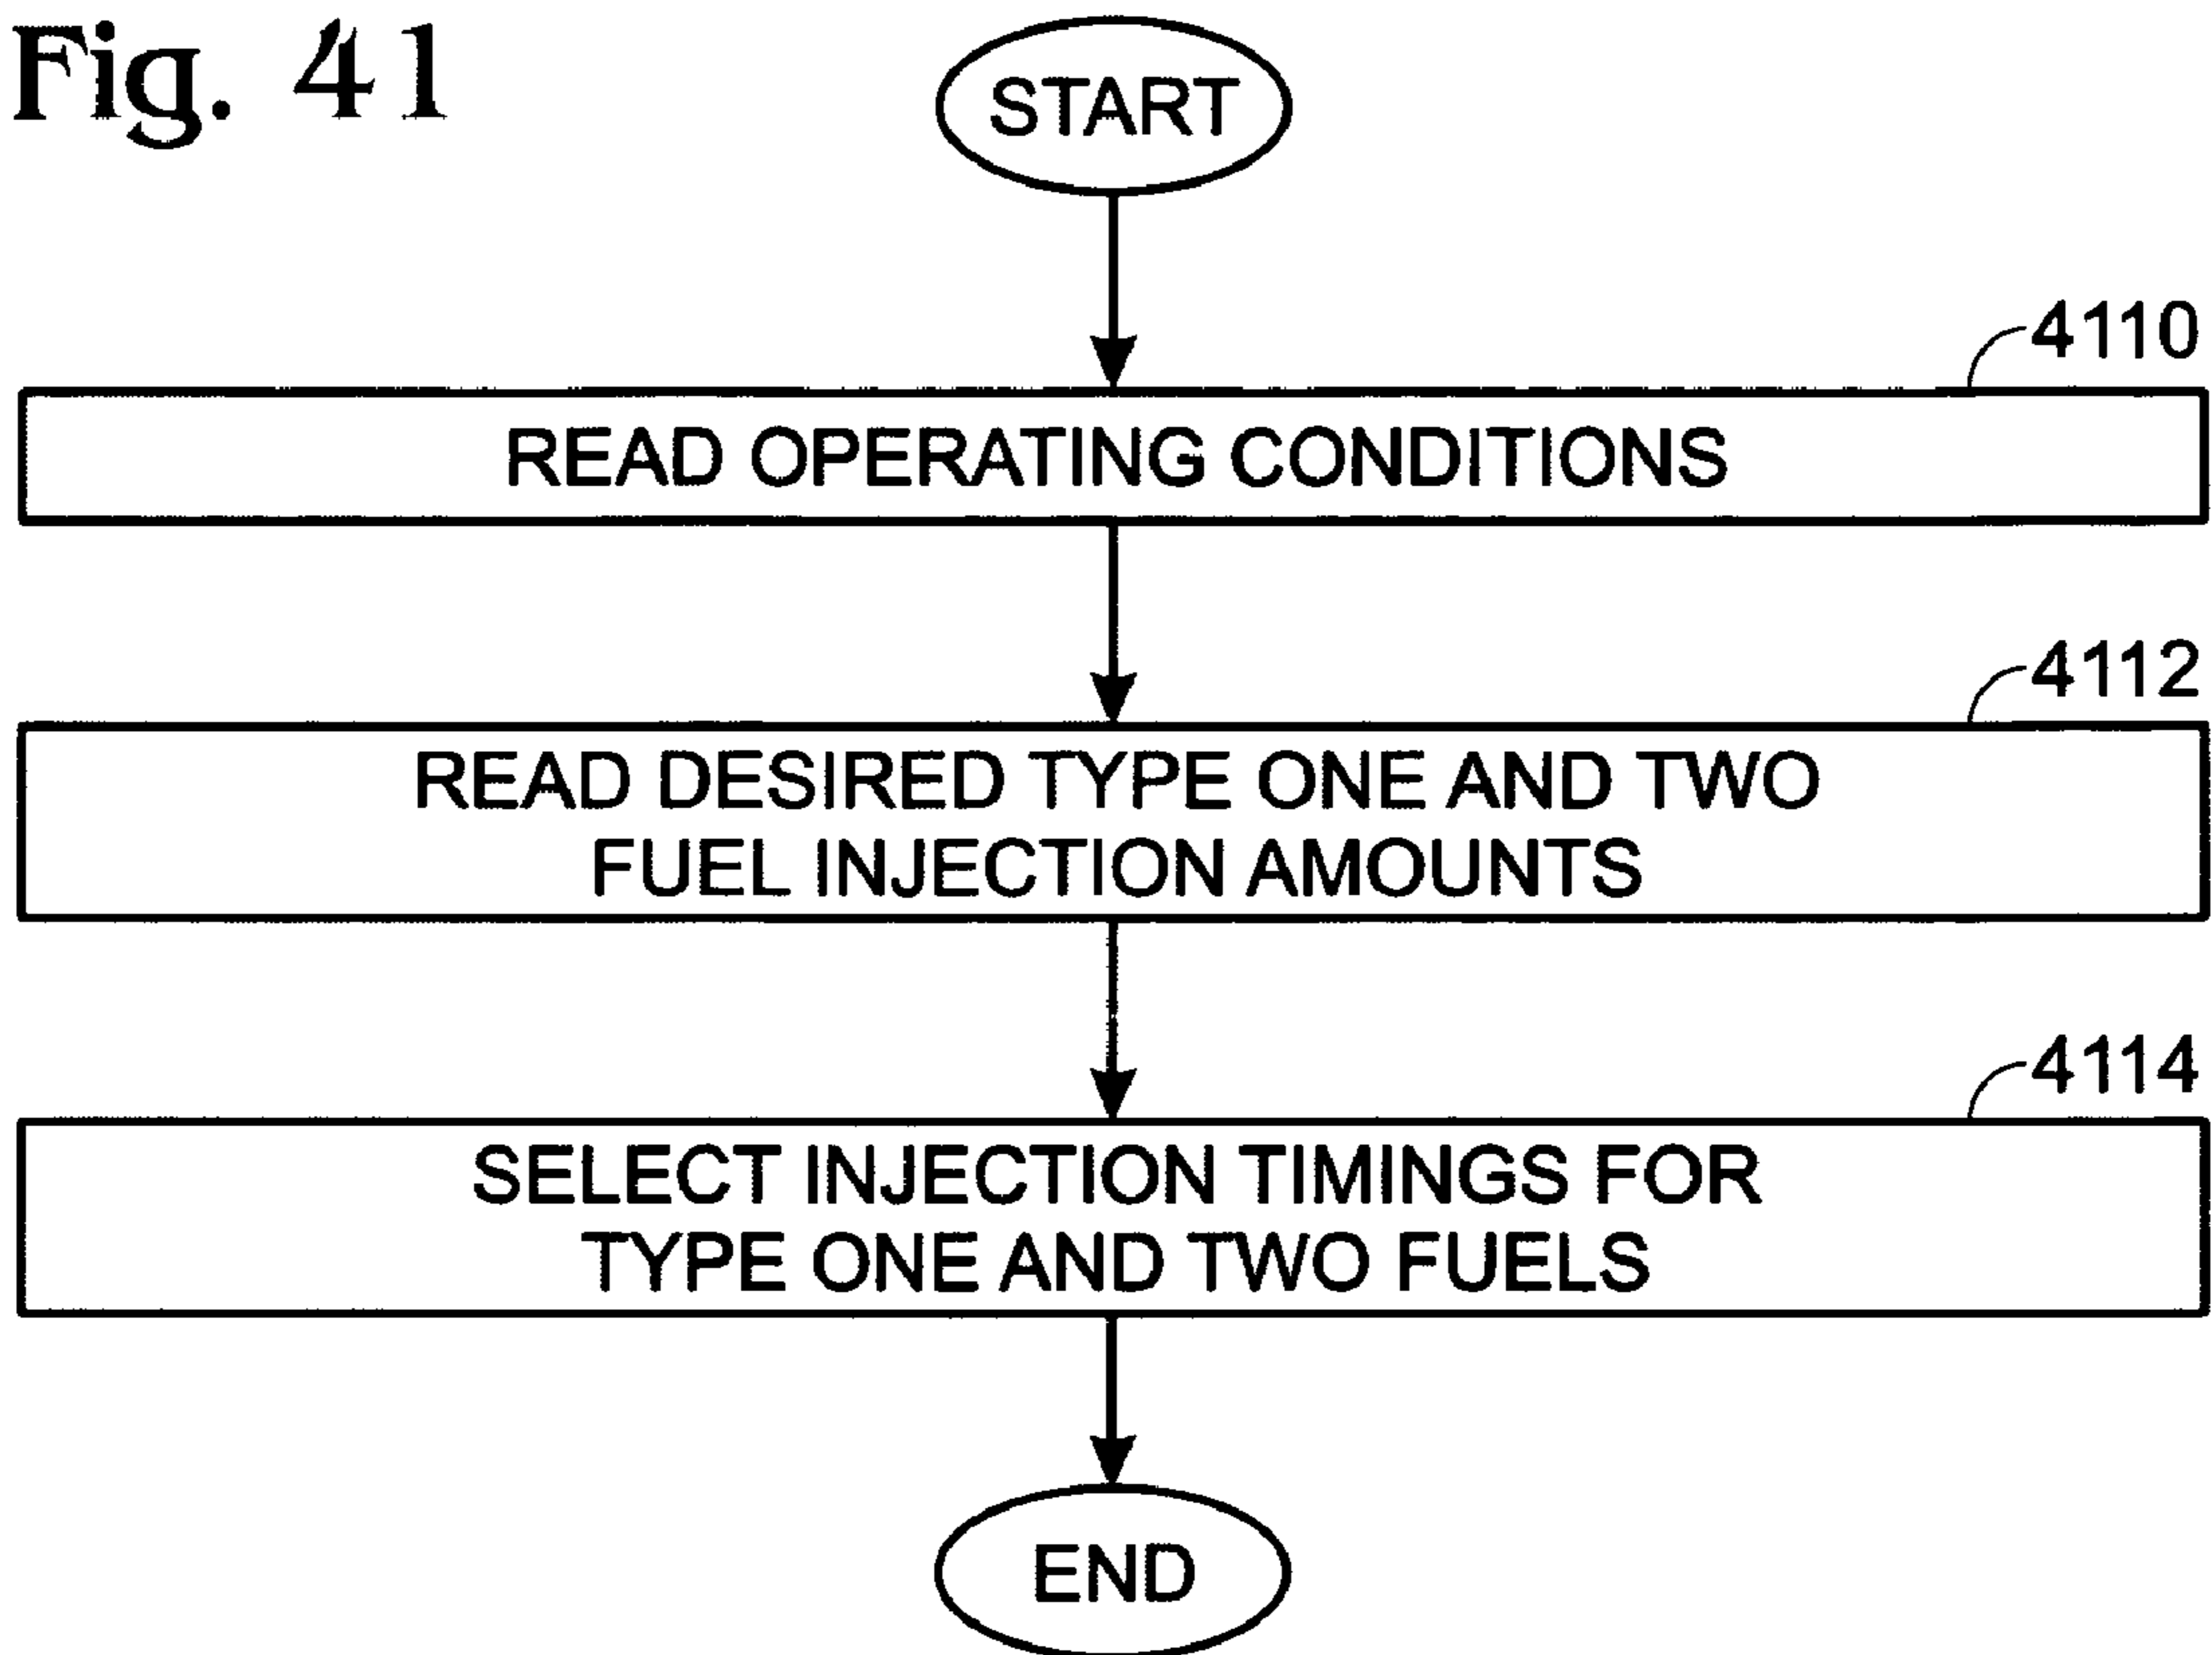 Fig. 41
START
4110
READ OPERATING CONDITIONS
4112
READ DESIRED TYPE ONE AND TWO
FUEL INJECTION AMOUNTS
4114
SELECT INJECTION TIMINGS FOR
TYPE ONE AND TWO FUELS
END